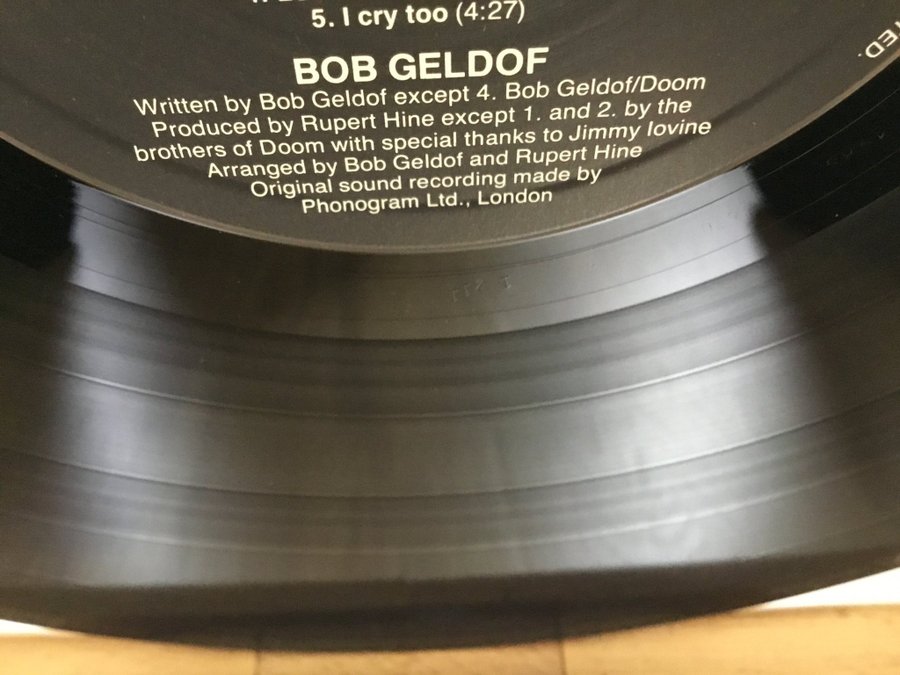 5. I cry too (4:27)
BOB GELDOF
Written by Bob Geldof except 4. Bob Geldof/Doom
Produced by Rupert Hine except 1. and 2. by the
brothers of Doom with special thanks to Jimmy Iovine
Arranged by Bob Geldof and Rupert Hine
Original sound recording made by
Phonogram Ltd., London
TED.